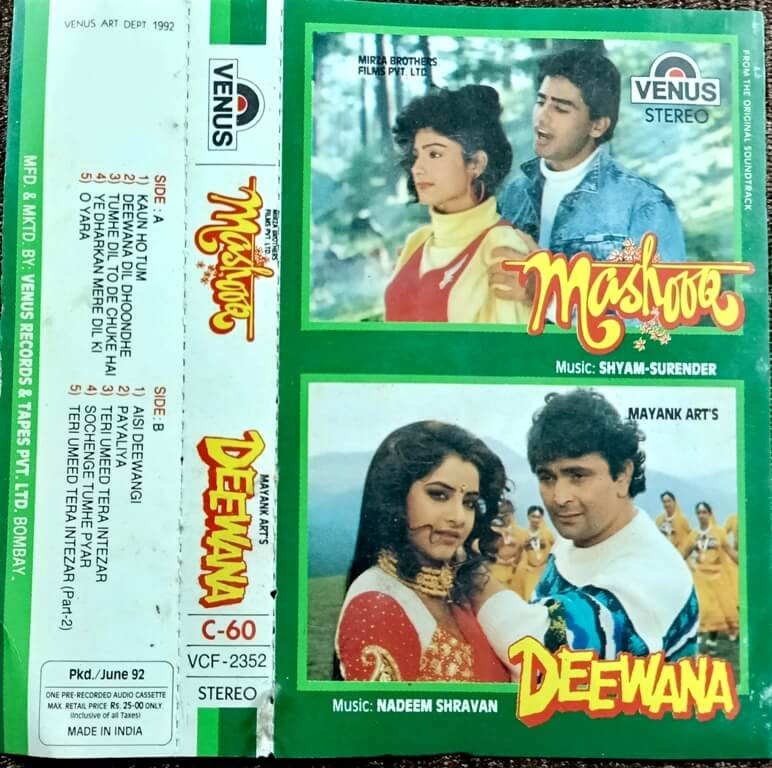 VENUS ART DEPT. 1992
MFD. & MKTD. BY: VENUS RECORDS & TAPES PVT. LTD. BOMBAY.
SIDE : A
1) KAUN HO TUM
2) DEEWANA DIL DHOONDHE
3) TUMHE DIL TO DE CHUKE HAI
4) YE DHARKAN MERE DIL KI
5) O YARA
SIDE : B
1) AISI DEEWANGI
2) PAYALIYA
3) TERI UMEED TERA INTEZAR
4) SOCHENGE TUMHE PYAR
5) TERI UMEED TERA INTEZAR (Part-2)
Pkd./June 92
ONE PRE-RECORDED AUDIO CASSETTE
MAX. RETAIL PRICE Rs. 25-00 ONLY.
(Inclusive of all Taxes)
MADE IN INDIA
VENUS
MIRZA BROTHERS
FILMS PVT. LTD.
Mashooq
MAYANK ART'S
DEEWANA
C-60
VCF-2352
STEREO
MIRZA BROTHERS
FILMS PVT. LTD.
VENUS
STEREO
FROM THE ORIGINAL SOUNDTRACK
Mashooq
Music: SHYAM-SURENDER
MAYANK ART'S
DEEWANA
Music: NADEEM SHRAVAN